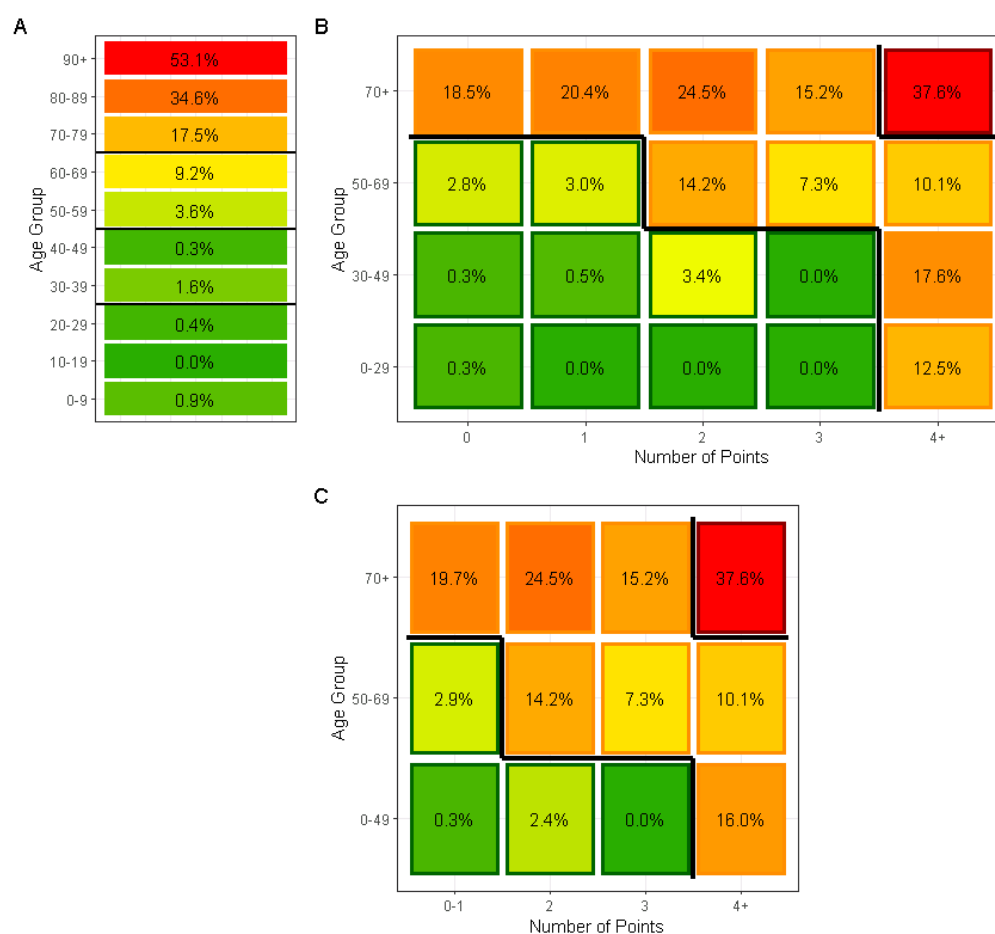 A
B
90+ 53.1%
80-89 34.6%
70-79 17.5%
60-69 9.2%
50-59 3.6%
40-49 0.3%
30-39 1.6%
20-29 0.4%
10-19 0.0%
0-9 0.9%
Age Group
70+ 18.5% 20.4% 24.5% 15.2% 37.6%
50-69 2.8% 3.0% 14.2% 7.3% 10.1%
30-49 0.3% 0.5% 3.4% 0.0% 17.6%
0-29 0.3% 0.0% 0.0% 0.0% 12.5%
0 1 2 3 4+
Age Group
Number of Points
C
70+ 19.7% 24.5% 15.2% 37.6%
50-69 2.9% 14.2% 7.3% 10.1%
0-49 0.3% 2.4% 0.0% 16.0%
0-1 2 3 4+
Age Group
Number of Points